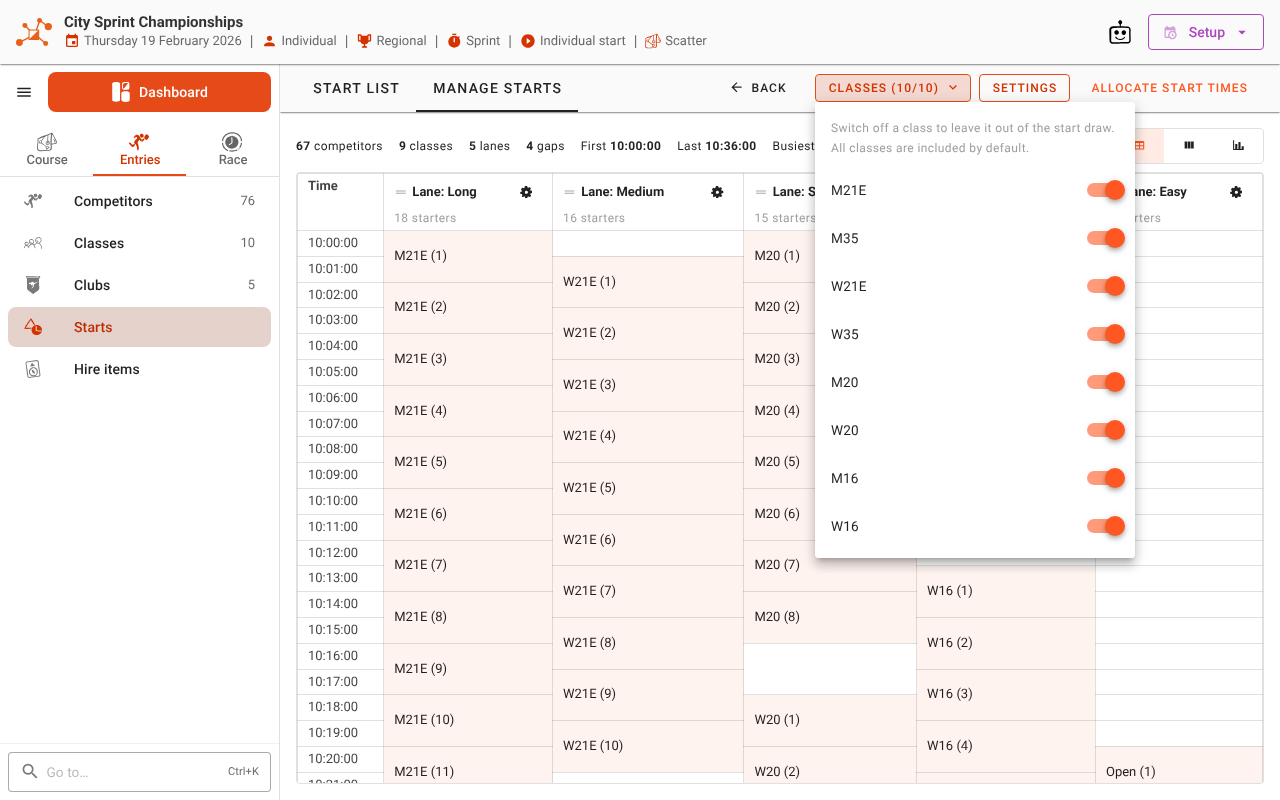 City Sprint Championships
Thursday 19 February 2026 | Individual | Regional | Sprint | Individual start | Scatter
Setup
Dashboard
Course
Entries
Race
Competitors 76
Classes 10
Clubs 5
Starts
Hire items
Go to... Ctrl+K
START LIST
MANAGE STARTS
BACK
CLASSES (10/10)
SETTINGS
ALLOCATE START TIMES
67 competitors 9 classes 5 lanes 4 gaps First 10:00:00 Last 10:36:00 Busiest
Switch off a class to leave it out of the start draw.
All classes are included by default.
M21E
M35
W21E
W35
M20
W20
M16
W16
Time
10:00:00
10:01:00
10:02:00
10:03:00
10:04:00
10:05:00
10:06:00
10:07:00
10:08:00
10:09:00
10:10:00
10:11:00
10:12:00
10:13:00
10:14:00
10:15:00
10:16:00
10:17:00
10:18:00
10:19:00
10:20:00
10:21:00
Lane: Long
18 starters
M21E (1)
M21E (2)
M21E (3)
M21E (4)
M21E (5)
M21E (6)
M21E (7)
M21E (8)
M21E (9)
M21E (10)
M21E (11)
Lane: Medium
16 starters
W21E (1)
W21E (2)
W21E (3)
W21E (4)
W21E (5)
W21E (6)
W21E (7)
W21E (8)
W21E (9)
W21E (10)
Lane: S
15 starters
M20 (1)
M20 (2)
M20 (3)
M20 (4)
M20 (5)
M20 (6)
M20 (7)
M20 (8)
W20 (1)
W20 (2)
W16 (1)
W16 (2)
W16 (3)
W16 (4)
ane: Easy
rters
Open (1)